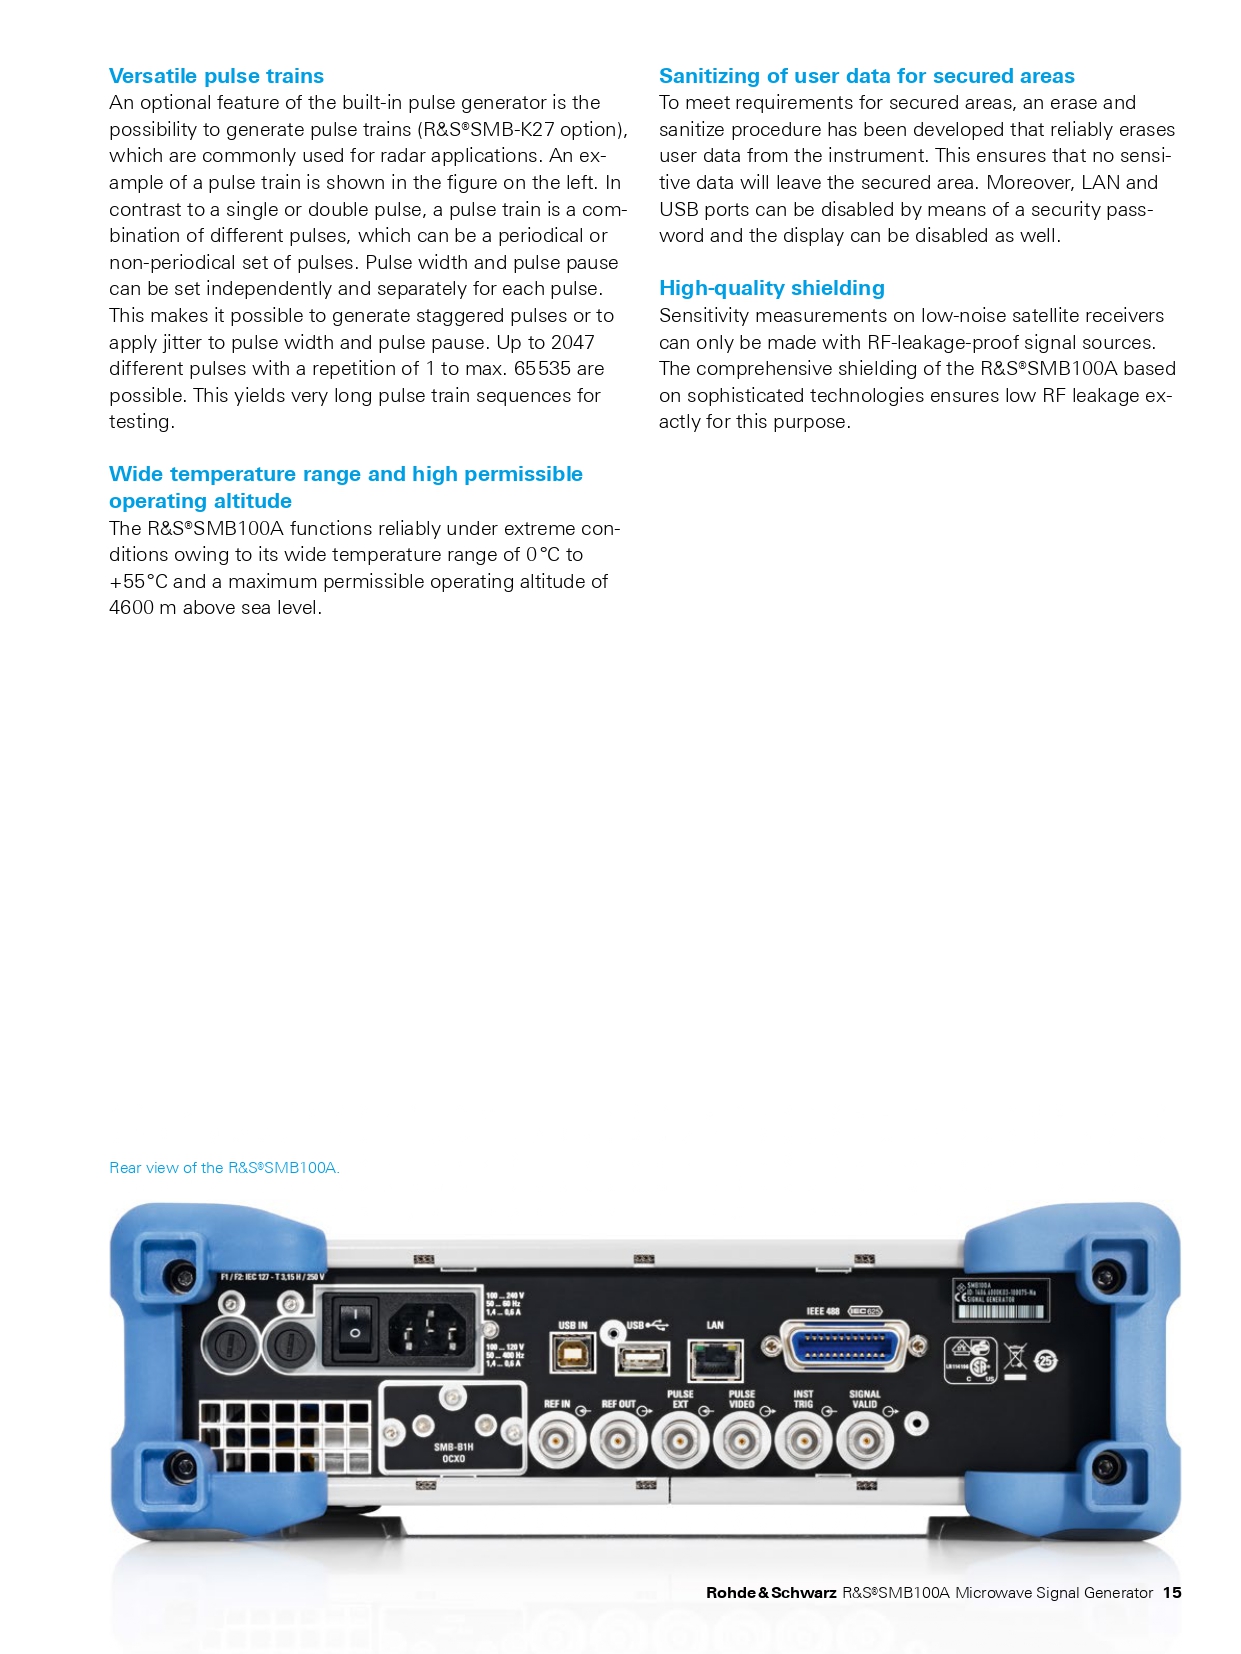 Versatile pulse trains
An optional feature of the built-in pulse generator is the
possibility to generate pulse trains (R&S®SMB-K27 option),
which are commonly used for radar applications. An ex-
ample of a pulse train is shown in the figure on the left. In
contrast to a single or double pulse, a pulse train is a com-
bination of different pulses, which can be a periodical or
non-periodical set of pulses. Pulse width and pulse pause
can be set independently and separately for each pulse.
This makes it possible to generate staggered pulses or to
apply jitter to pulse width and pulse pause. Up to 2047
different pulses with a repetition of 1 to max. 65535 are
possible. This yields very long pulse train sequences for
testing.
Wide temperature range and high permissible
operating altitude
The R&S®SMB100A functions reliably under extreme con-
ditions owing to its wide temperature range of 0°C to
+55°C and a maximum permissible operating altitude of
4600 m above sea level.
Sanitizing of user data for secured areas
To meet requirements for secured areas, an erase and
sanitize procedure has been developed that reliably erases
user data from the instrument. This ensures that no sensi-
tive data will leave the secured area. Moreover, LAN and
USB ports can be disabled by means of a security pass-
word and the display can be disabled as well.
High-quality shielding
Sensitivity measurements on low-noise satellite receivers
can only be made with RF-leakage-proof signal sources.
The comprehensive shielding of the R&S®SMB100A based
on sophisticated technologies ensures low RF leakage ex-
actly for this purpose.
Rear view of the R&S®SMB100A.
F1 / F2: IEC 127 - T 3,15 H / 250 V
100 ... 240 V
50 ... 60 Hz
1,4 ... 0,6 A
100 ... 120 V
50 ... 400 Hz
1,4 ... 0,6 A
USB IN
USB
LAN
IEEE 488
IEC 625
SMB100A
SIGNAL GENERATOR
C US
25
SMB-B1H
OCXO
REF IN
REF OUT
PULSE
EXT
PULSE
VIDEO
INST
TRIG
SIGNAL
VALID
Rohde & Schwarz R&S®SMB100A Microwave Signal Generator 15